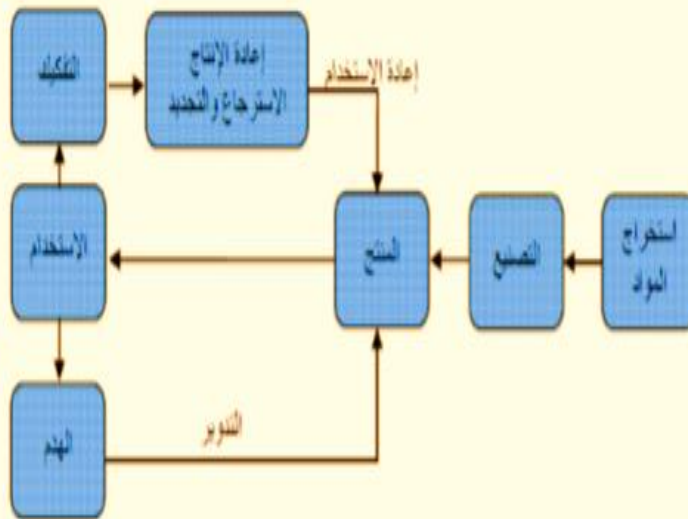 التفكيك
إعادة الإنتاج
الاسترجاع والتجديد
إعادة الاستخدام
استخراج
المواد
التصنيع
المنتج
الاستخدام
الهدم
التدوير